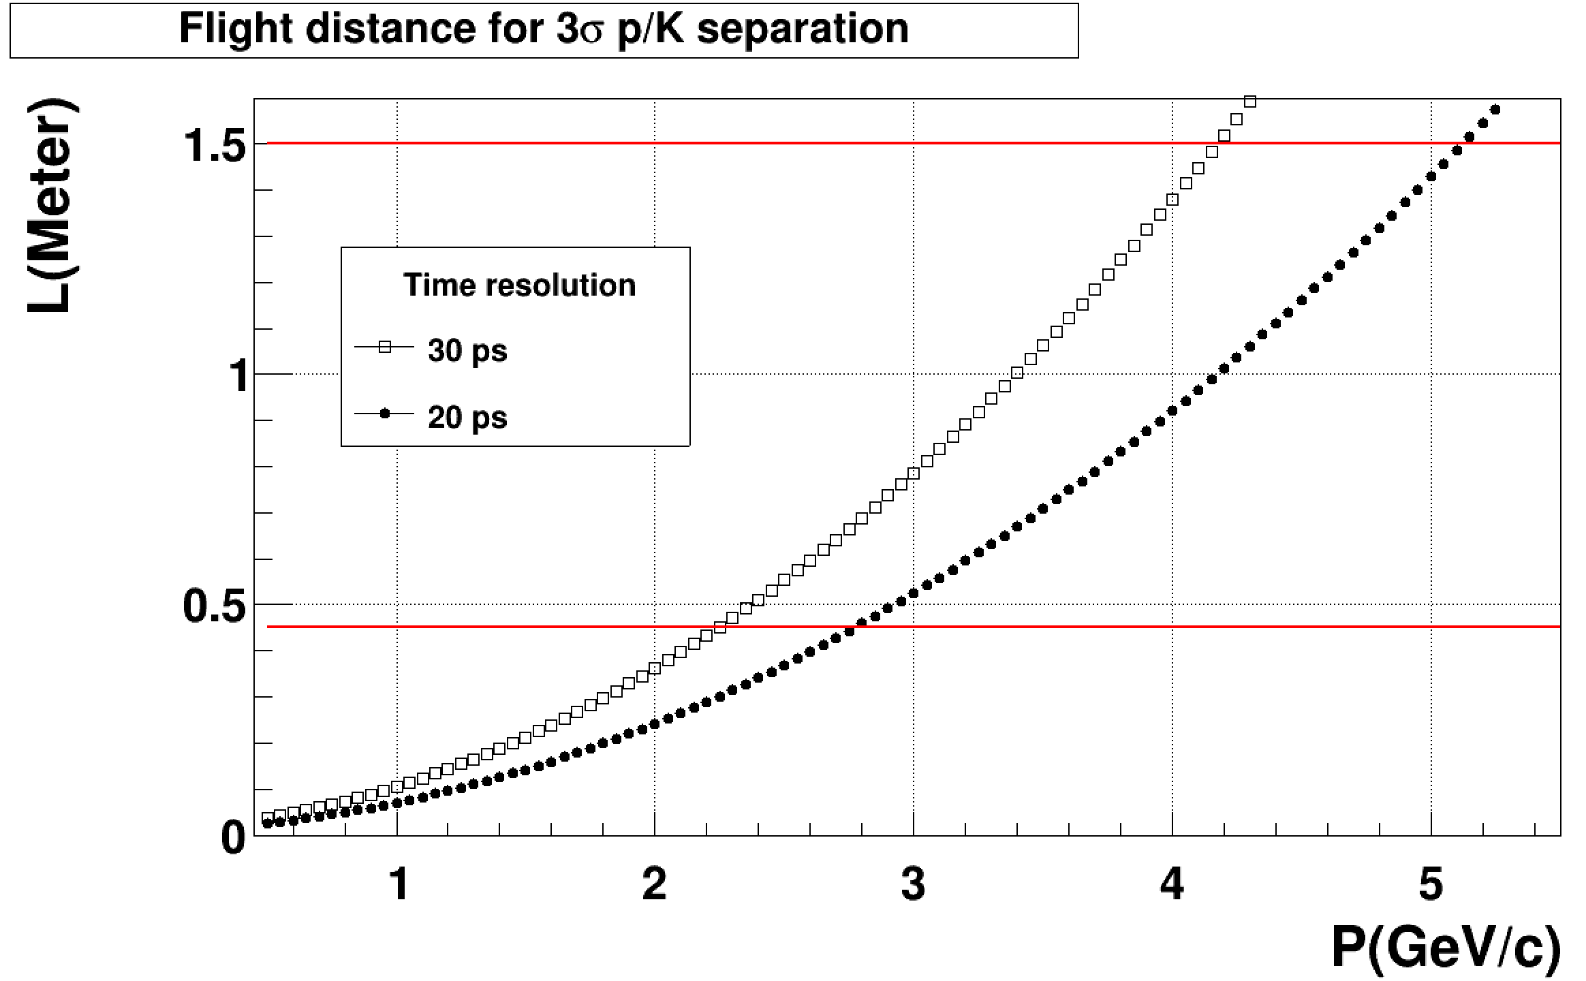 Flight distance for 3σ p/K separation
L(Meter)
1.5
1
0.5
0
Time resolution
30 ps
20 ps
1 2 3 4 5
P(GeV/c)